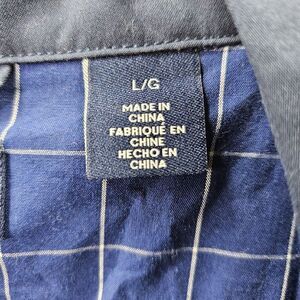 L/G
MADE IN
CHINA
FABRIQUÉ EN
CHINE
HECHO EN
CHINA